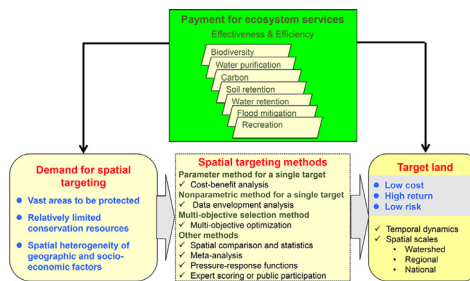 Payment for ecosystem services
Effectiveness & Efficiency
Biodiversity
Water purification
Carbon
Soil retention
Water retention
Flood mitigation
Recreation
Demand for spatial
targeting
Vast areas to be protected
Relatively limited
conservation resources
Spatial heterogeneity of
geographic and socio-
economic factors
Spatial targeting methods
Parameter method for a single target
✓ Cost-benefit analysis
Nonparametric method for a single target
✓ Data envelopment analysis
Multi-objective selection method
✓ Multi-objective optimization
Other methods
✓ Spatial comparison and statistics
✓ Meta-analysis
✓ Pressure-response functions
✓ Expert scoring or public participation
Target land
Low cost
High return
Low risk
✓ Temporal dynamics
✓ Spatial scales
• Watershed
• Regional
• National